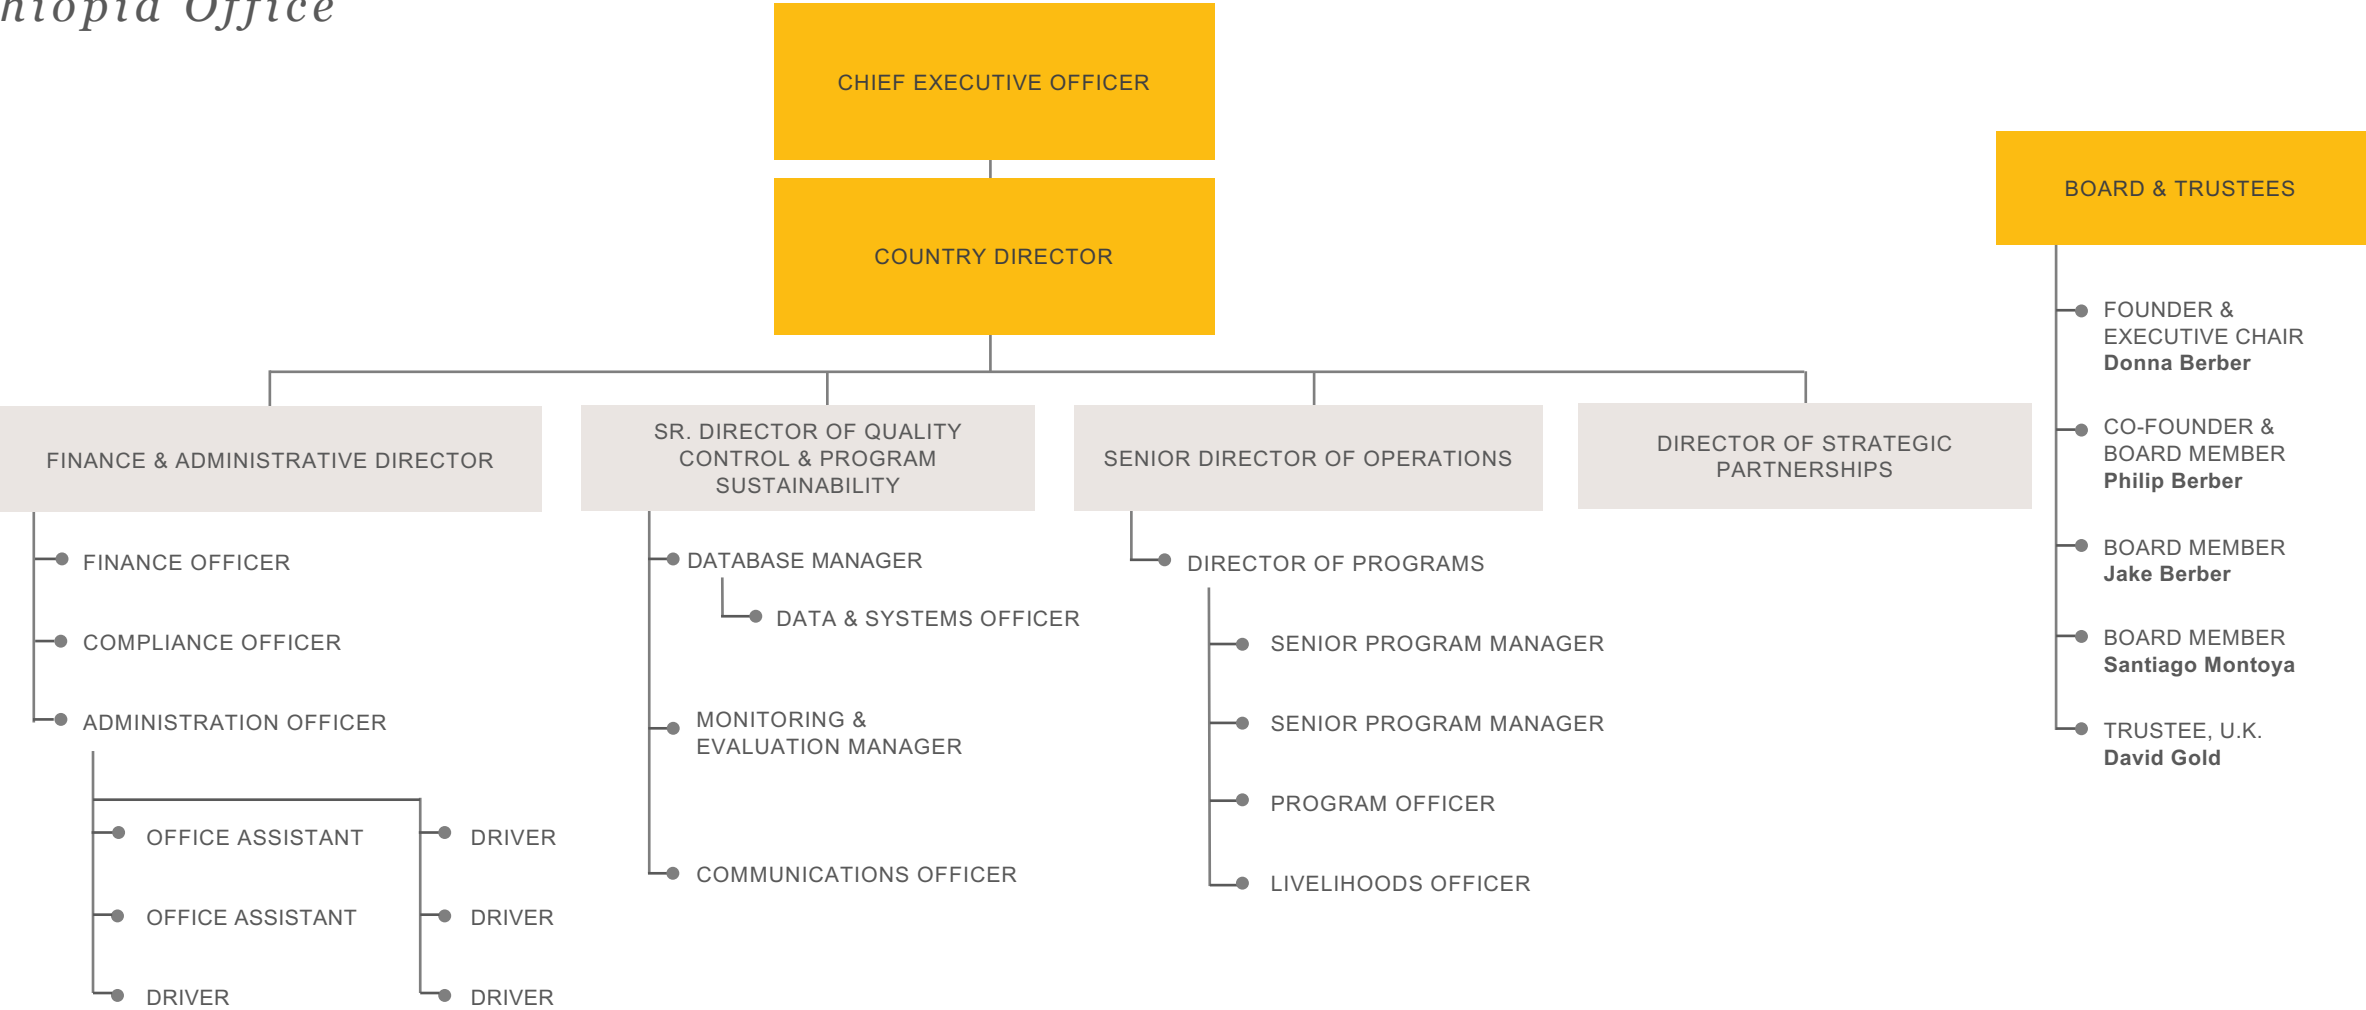 hiopia Office
CHIEF EXECUTIVE OFFICER
COUNTRY DIRECTOR
BOARD & TRUSTEES
FOUNDER &
EXECUTIVE CHAIR
Donna Berber
CO-FOUNDER &
BOARD MEMBER
Philip Berber
BOARD MEMBER
Jake Berber
BOARD MEMBER
Santiago Montoya
TRUSTEE, U.K.
David Gold
FINANCE & ADMINISTRATIVE DIRECTOR
FINANCE OFFICER
COMPLIANCE OFFICER
ADMINISTRATION OFFICER
OFFICE ASSISTANT
OFFICE ASSISTANT
DRIVER
DRIVER
DRIVER
DRIVER
SR. DIRECTOR OF QUALITY
CONTROL & PROGRAM
SUSTAINABILITY
DATABASE MANAGER
DATA & SYSTEMS OFFICER
MONITORING &
EVALUATION MANAGER
COMMUNICATIONS OFFICER
SENIOR DIRECTOR OF OPERATIONS
DIRECTOR OF PROGRAMS
SENIOR PROGRAM MANAGER
SENIOR PROGRAM MANAGER
PROGRAM OFFICER
LIVELIHOODS OFFICER
DIRECTOR OF STRATEGIC
PARTNERSHIPS